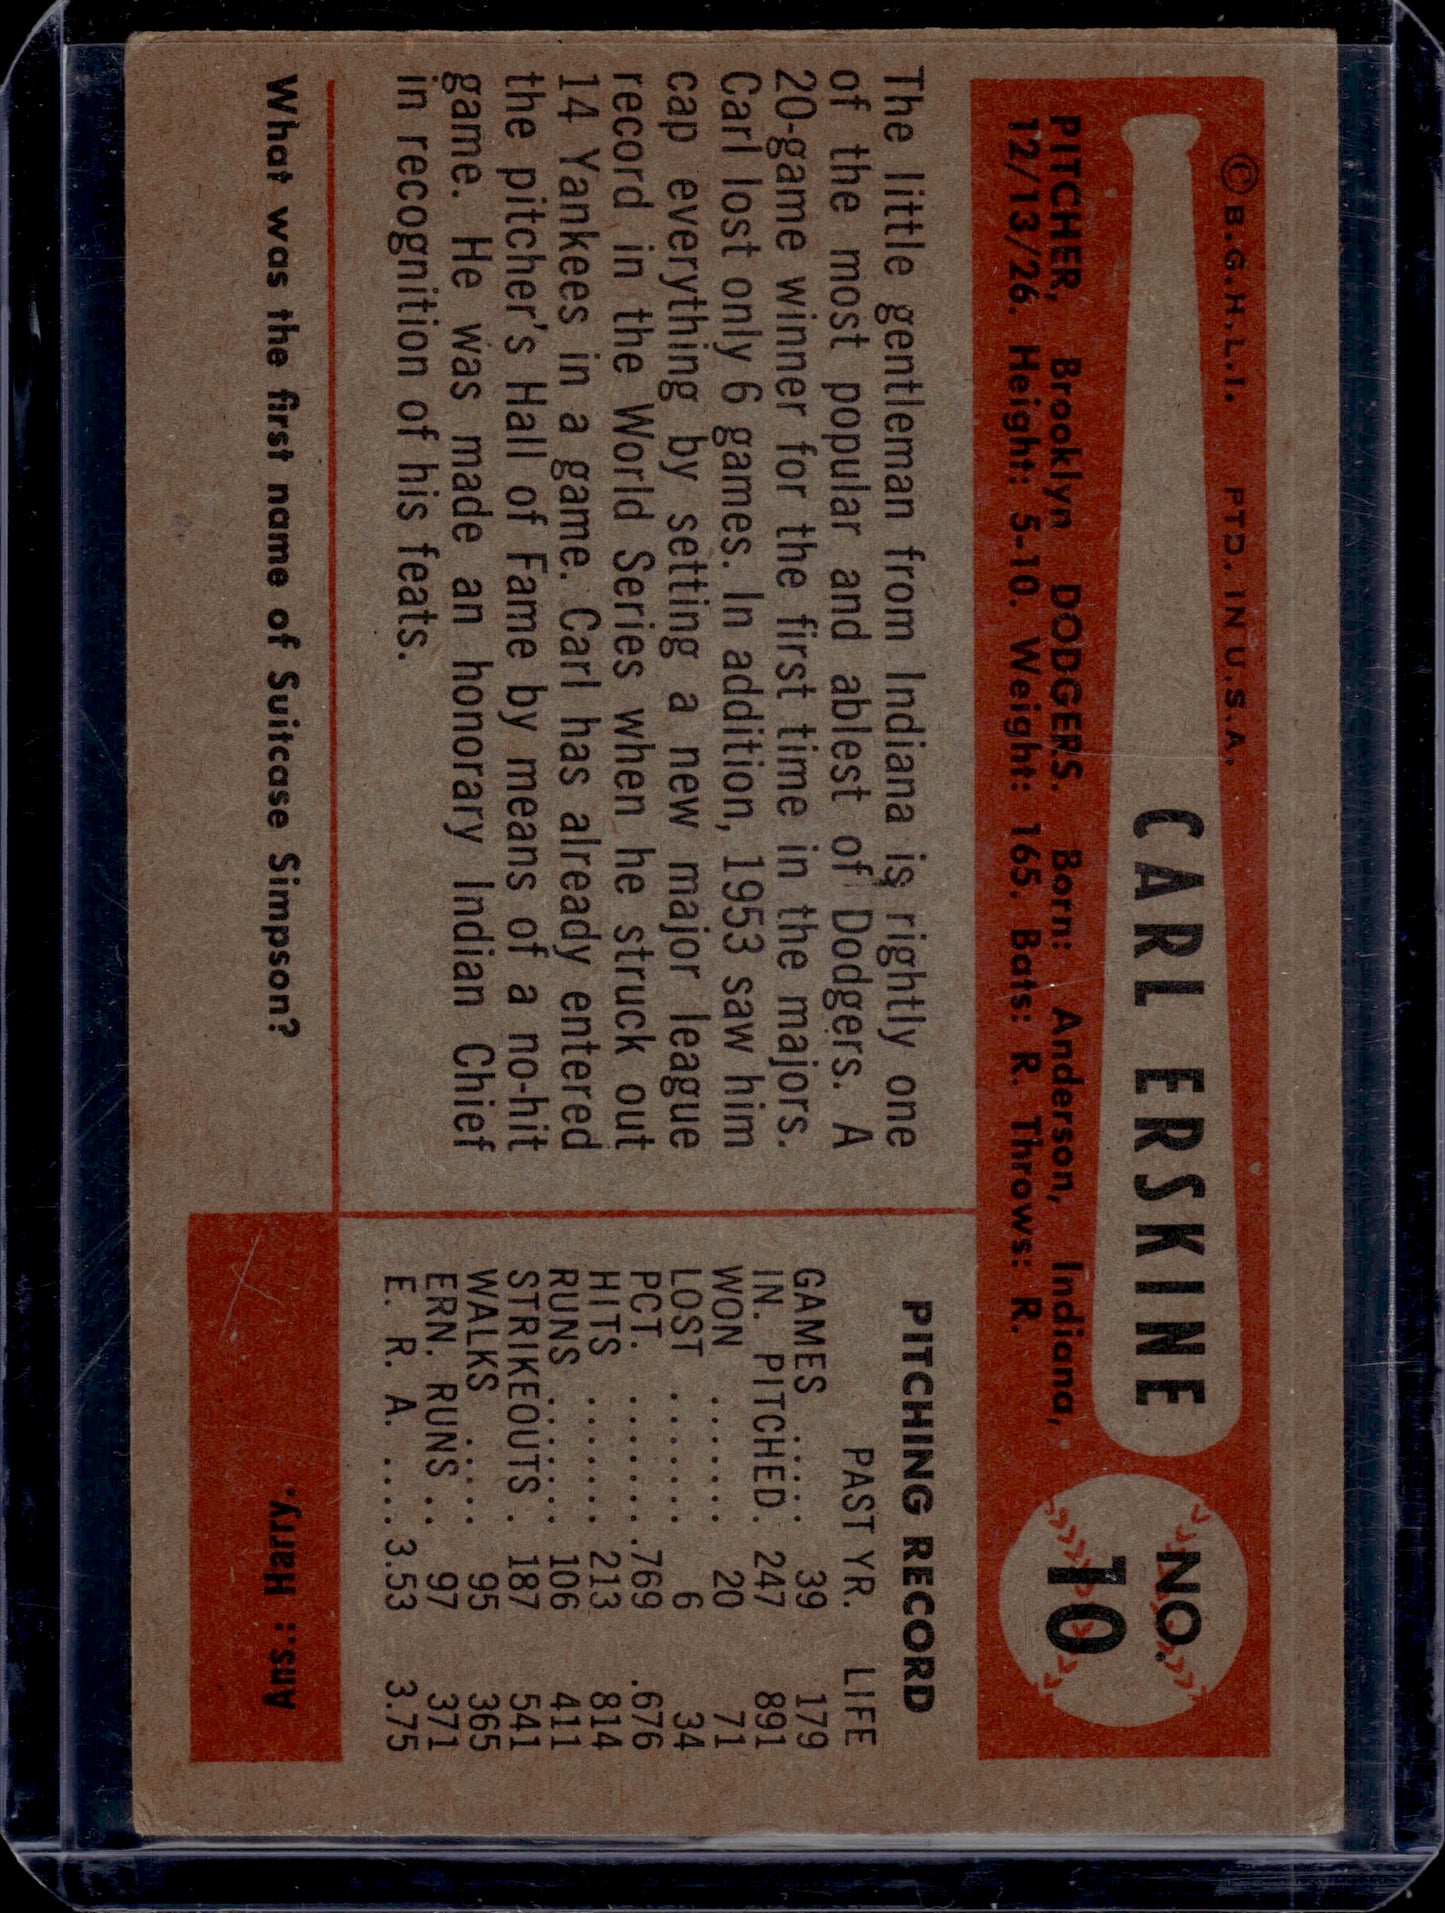 © B.G.H.L.I. PTD. IN U.S.A.
CARL ERSKINE
NO.
10
PITCHER, Brooklyn DODGERS. Born: Anderson, Indiana,
12/13/26. Height: 5-10. Weight: 165. Bats: R. Throws: R.
The little gentleman from Indiana is rightly one
of the most popular and ablest of Dodgers. A
20-game winner for the first time in the majors.
Carl lost only 6 games. In addition, 1953 saw him
cap everything by setting a new major league
record in the World Series when he struck out
14 Yankees in a game. Carl has already entered
the pitcher's Hall of Fame by means of a no-hit
game. He was made an honorary Indian Chief
in recognition of his feats.
PITCHING RECORD
PAST YR. LIFE
GAMES ..... 39 179
IN. PITCHED. 247 891
WON ...... 20 71
LOST ...... 6 34
PCT. ....... .769 .676
HITS ...... 213 814
RUNS ...... 106 411
STRIKEOUTS . 187 541
WALKS .... 95 365
ERN. RUNS .. 97 371
E. R. A. .... 3.53 3.75
What was the first name of Suitcase Simpson?
Ans.: Harry.